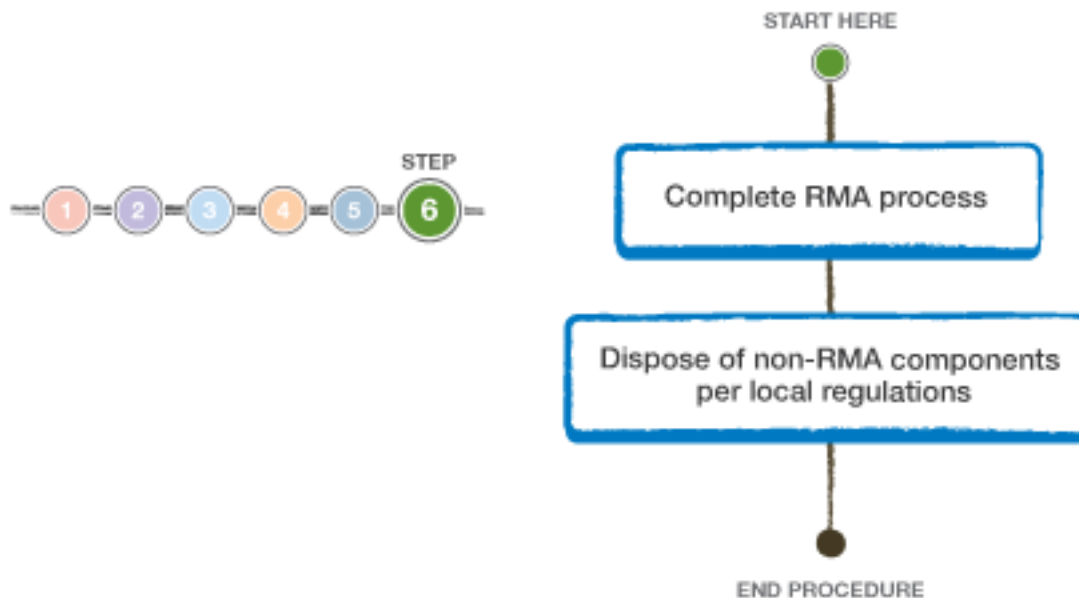 STEP
1 2 3 4 5 6
START HERE
Complete RMA process
Dispose of non-RMA components
per local regulations
END PROCEDURE